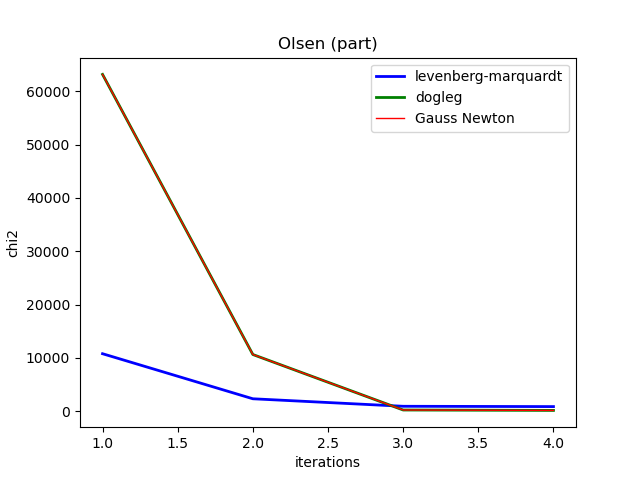 Olsen (part)
levenberg-marquardt
dogleg
Gauss Newton
chi2
60000
50000
40000
30000
20000
10000
0
1.0 1.5 2.0 2.5 3.0 3.5 4.0
iterations